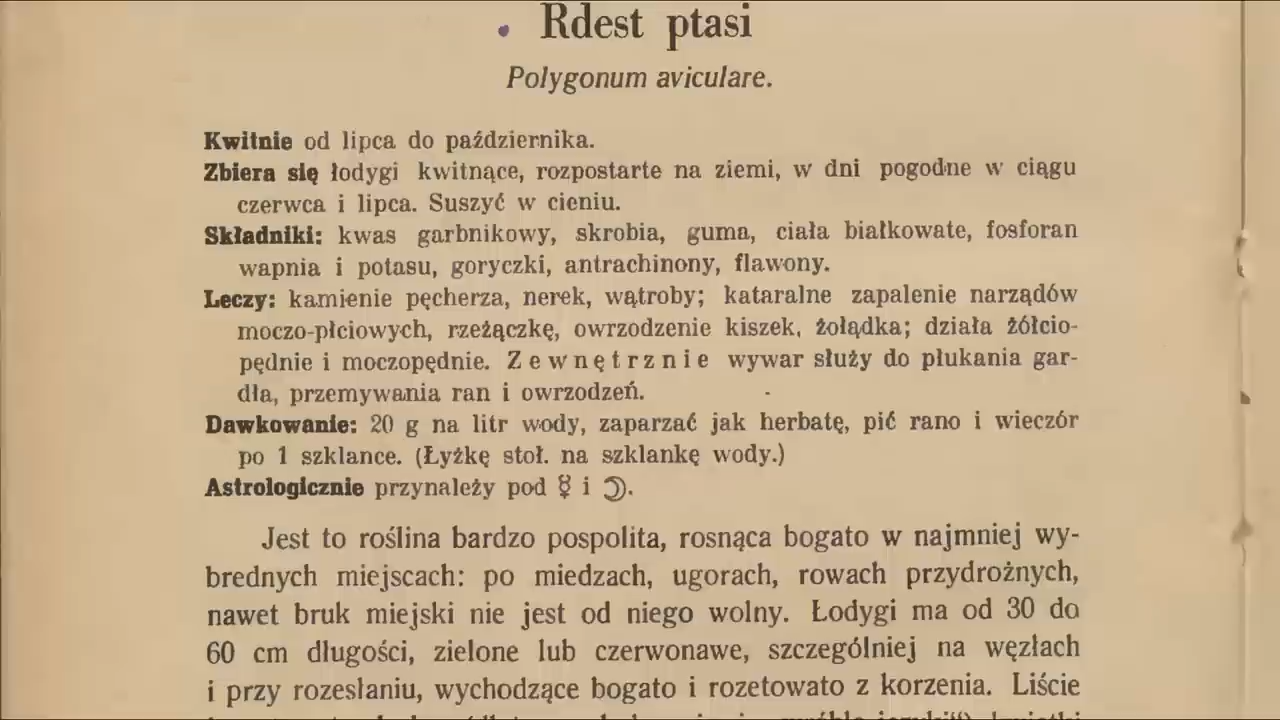 Rdest ptasi
Polygonum aviculare.
Kwitnie od lipca do października.
Zbiera się łodygi kwitnące, rozpostarte na ziemi, w dni pogodne w ciągu
czerwca i lipca. Suszyć w cieniu.
Składniki: kwas garbnikowy, skrobia, guma, ciała białkowate, fosforan
wapnia i potasu, goryczki, antrachinony, flawony.
Leczy: kamienie pęcherza, nerek, wątroby; kataralne zapalenie narządów
moczo-płciowych, rzeżączkę, owrzodzenie kiszek, żołądka; działa żółcio-
pędnie i moczopędnie. Zewnętrznie wywar służy do płukania gar-
dła, przemywania ran i owrzodzeń.
Dawkowanie: 20 g na litr wody, zaparzać jak herbatę, pić rano i wieczór
po 1 szklance. (Łyżkę stoł. na szklankę wody.)
Astrologicznie przynależy pod ☿ i ☽.
Jest to roślina bardzo pospolita, rosnąca bogato w najmniej wy-
brednych miejscach: po miedzach, ugorach, rowach przydrożnych,
nawet bruk miejski nie jest od niego wolny. Łodygi ma od 30 do
60 cm długości, zielone lub czerwonawe, szczególniej na węzłach
i przy rozesłaniu, wychodzące bogato i rozetowato z korzenia. Liście